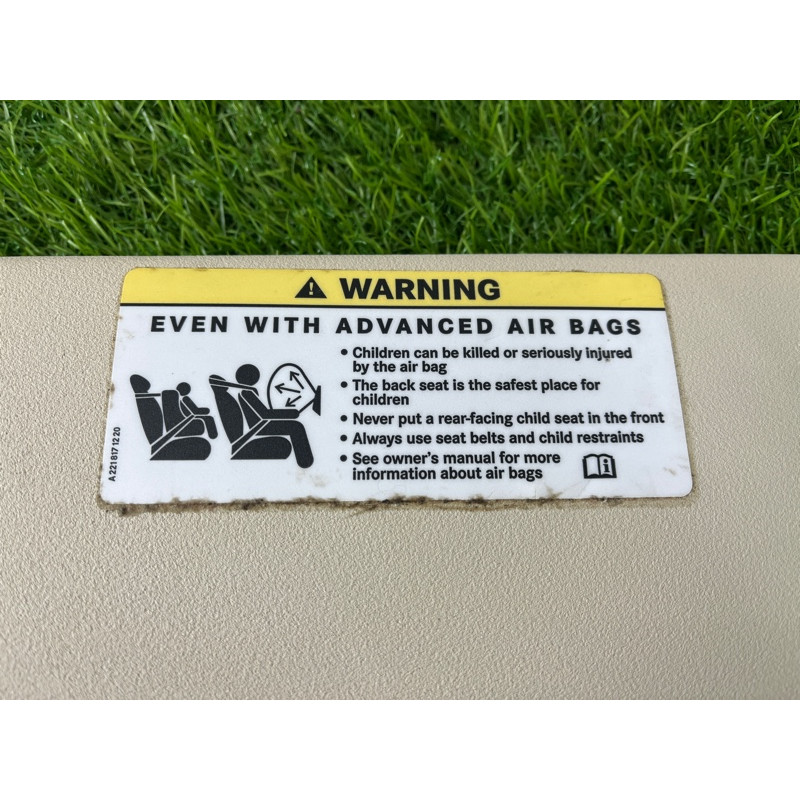 WARNING
EVEN WITH ADVANCED AIR BAGS
• Children can be killed or seriously injured
by the air bag
• The back seat is the safest place for
children
• Never put a rear-facing child seat in the front
• Always use seat belts and child restraints
• See owner's manual for more
information about air bags
A 221 817 12 20